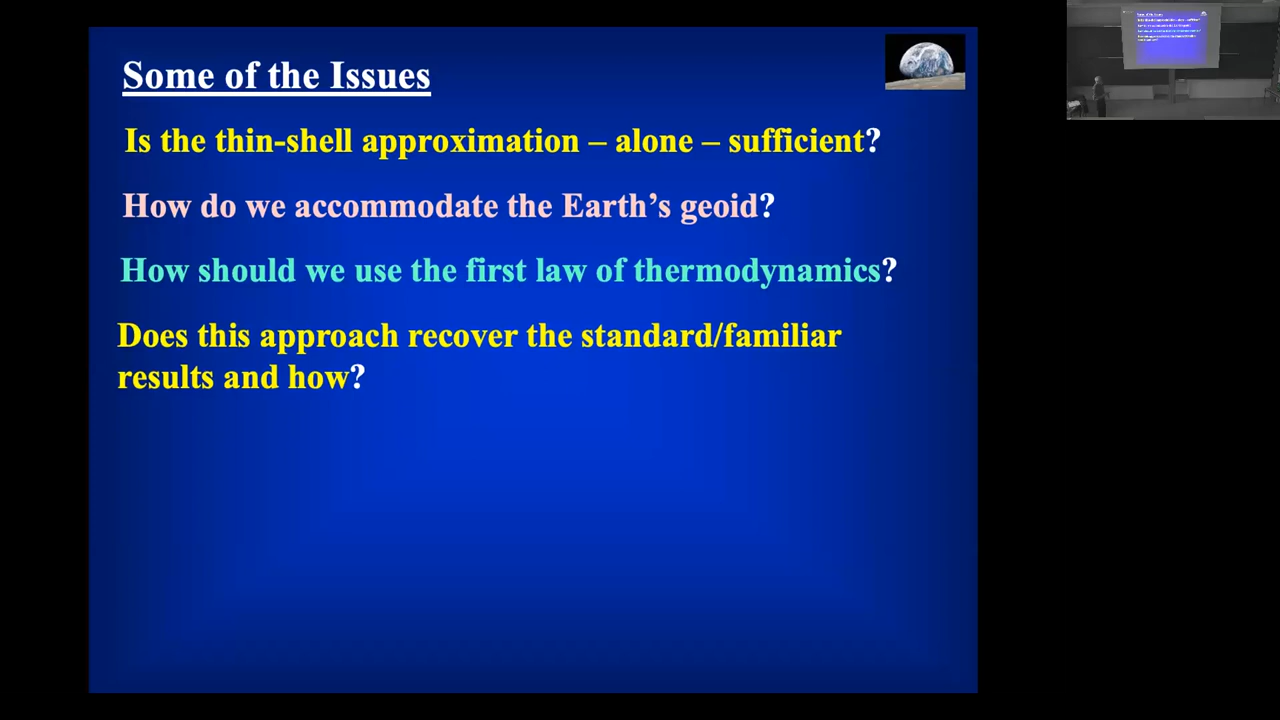 Some of the Issues
Is the thin-shell approximation – alone – sufficient?
How do we accommodate the Earth’s geoid?
How should we use the first law of thermodynamics?
Does this approach recover the standard/familiar
results and how?